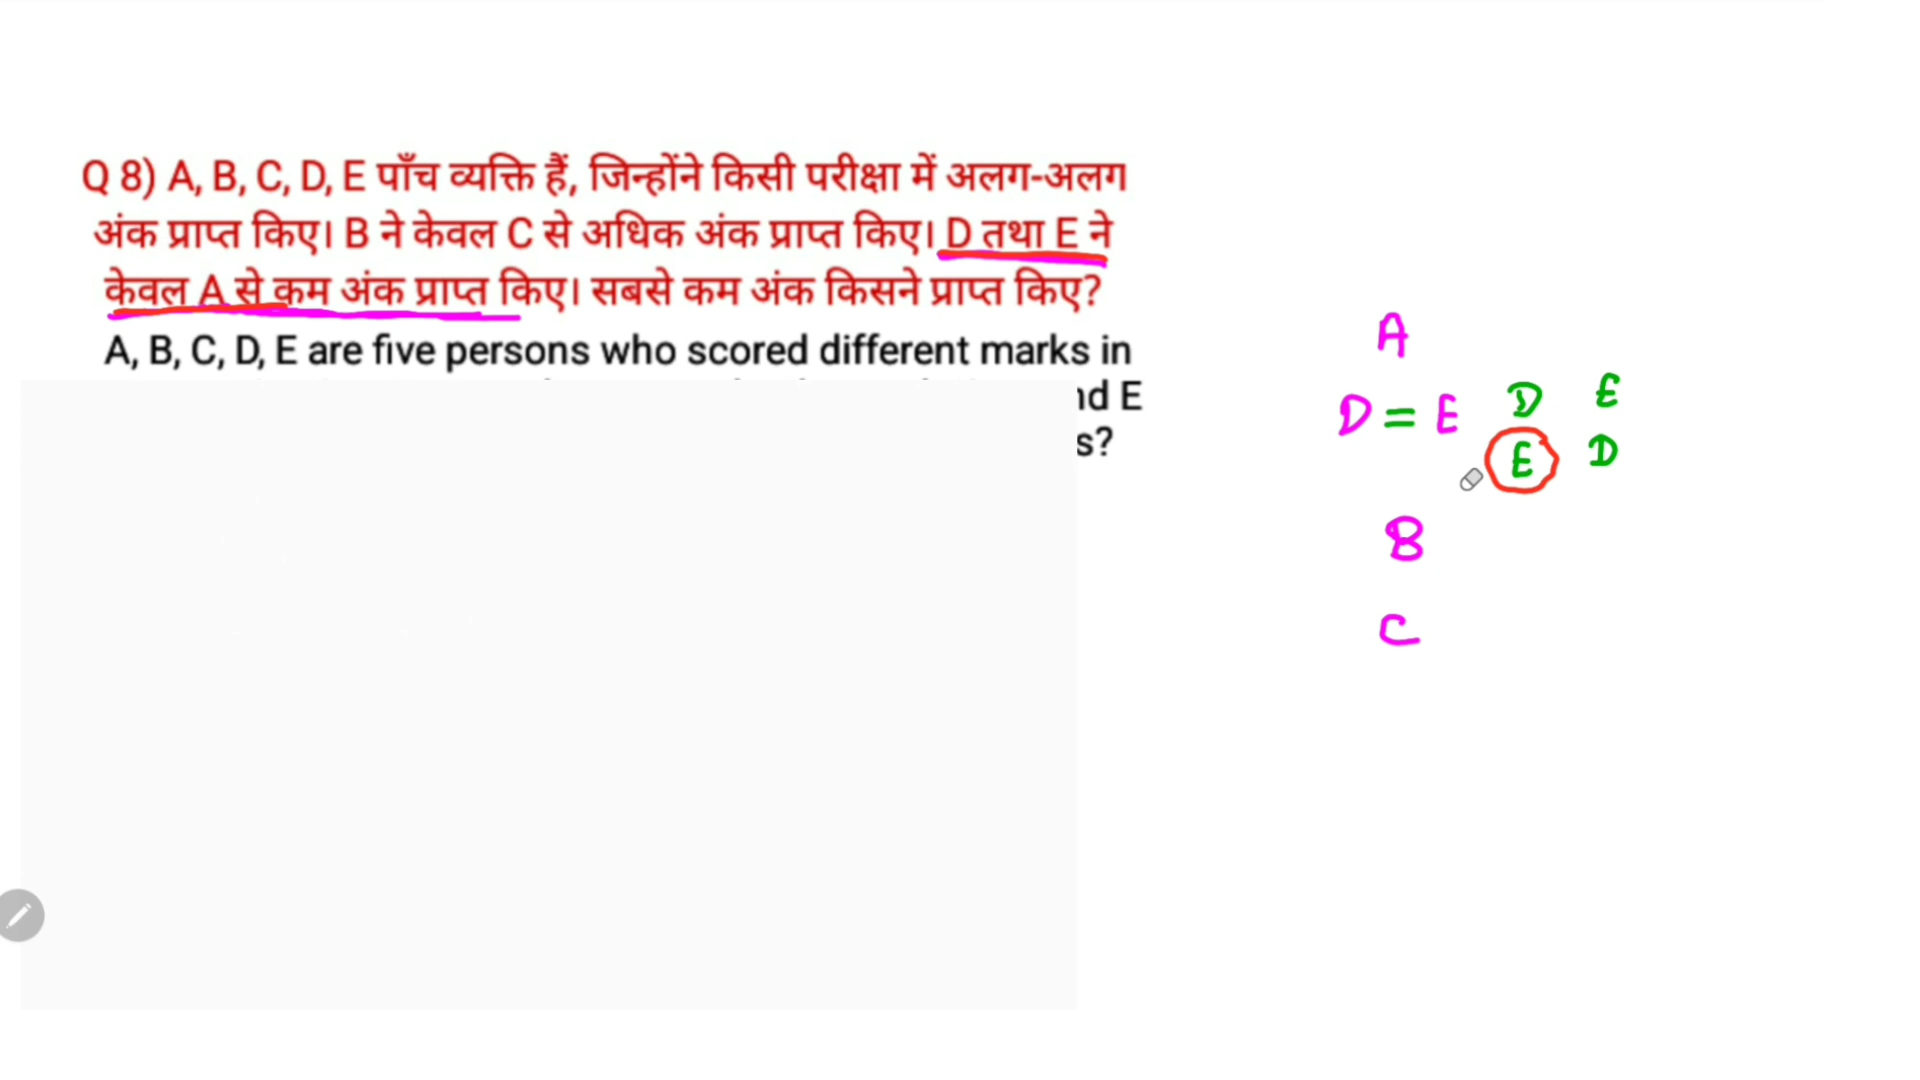 Q 8) A, B, C, D, E पाँच व्यक्ति हैं, जिन्होंने किसी परीक्षा में अलग-अलग
अंक प्राप्त किए। B ने केवल C से अधिक अंक प्राप्त किए। D तथा E ने
केवल A से कम अंक प्राप्त किए। सबसे कम अंक किसने प्राप्त किए?
A, B, C, D, E are five persons who scored different marks in
E
s?
A
D = E D E
E D
B
C